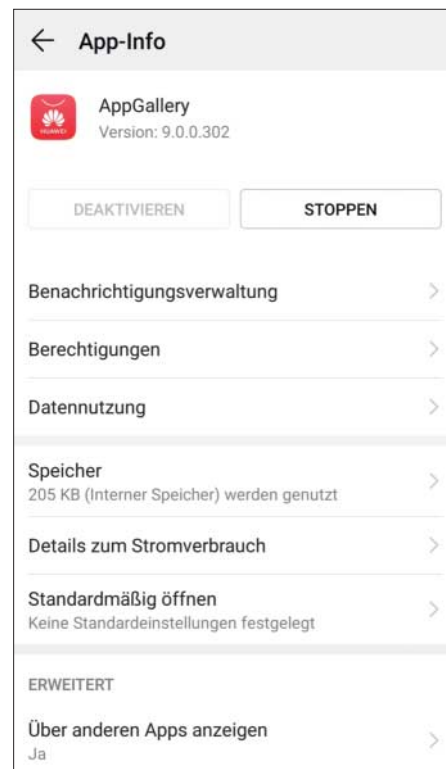 App-Info
AppGallery
HUAWEI
Version: 9.0.0.302
DEAKTIVIEREN
STOPPEN
Benachrichtigungsverwaltung
Berechtigungen
Datennutzung
Speicher
205 KB (Interner Speicher) werden genutzt
Details zum Stromverbrauch
Standardmäßig öffnen
Keine Standardeinstellungen festgelegt
ERWEITERT
Über anderen Apps anzeigen
Ja